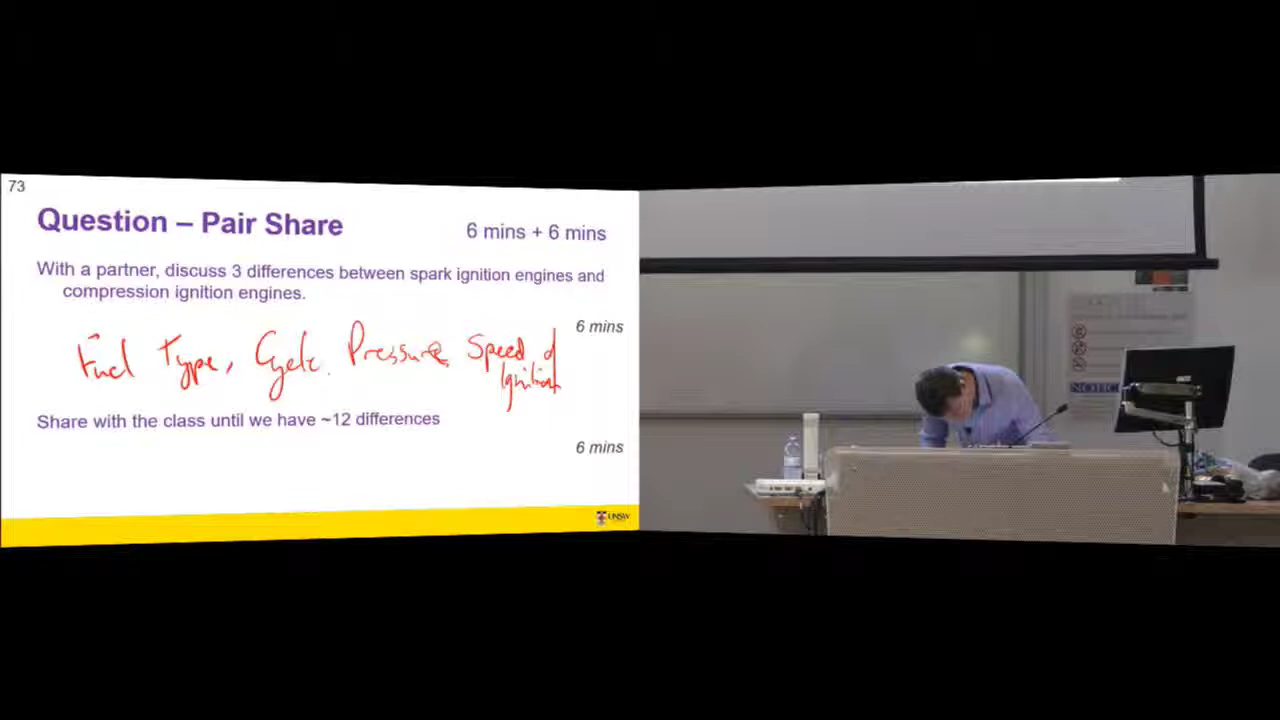 73
Question – Pair Share
6 mins + 6 mins
With a partner, discuss 3 differences between spark ignition engines and
compression ignition engines.
6 mins
Fuel Type, Cycle. Pressure, Speed of
Ignition
Share with the class until we have ~12 differences
6 mins
UNSW